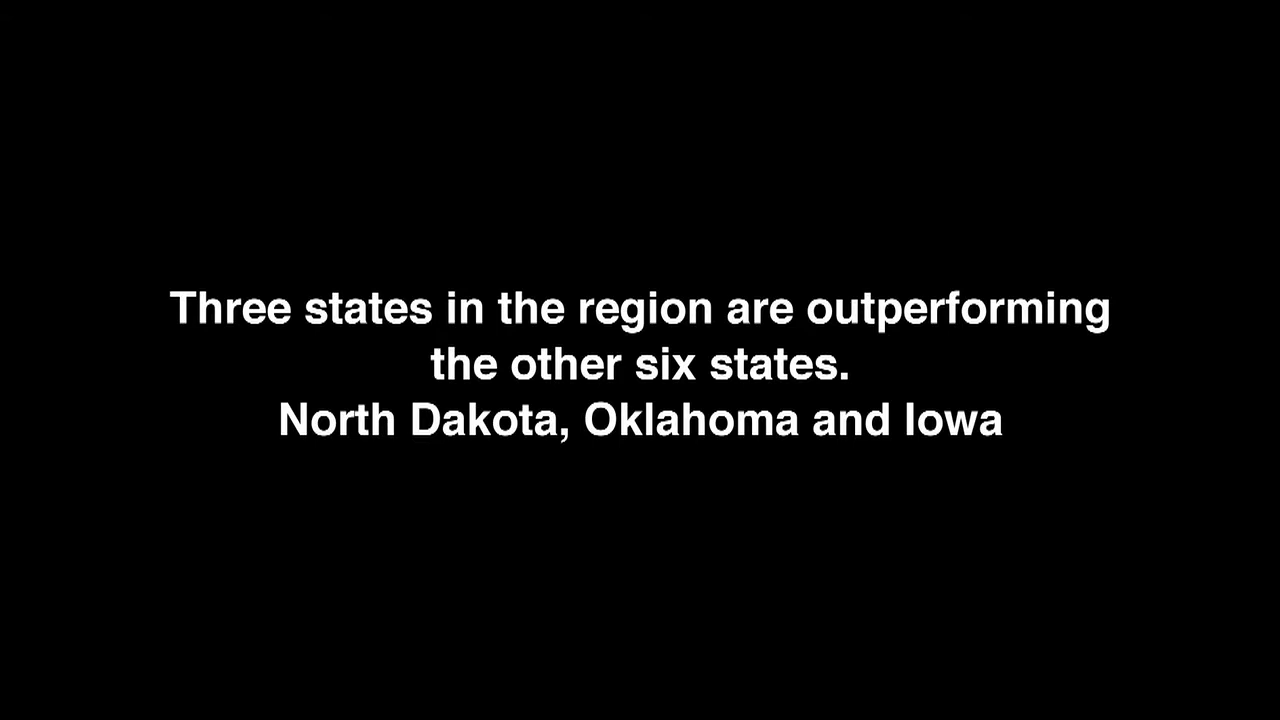 Three states in the region are outperforming
the other six states.
North Dakota, Oklahoma and Iowa